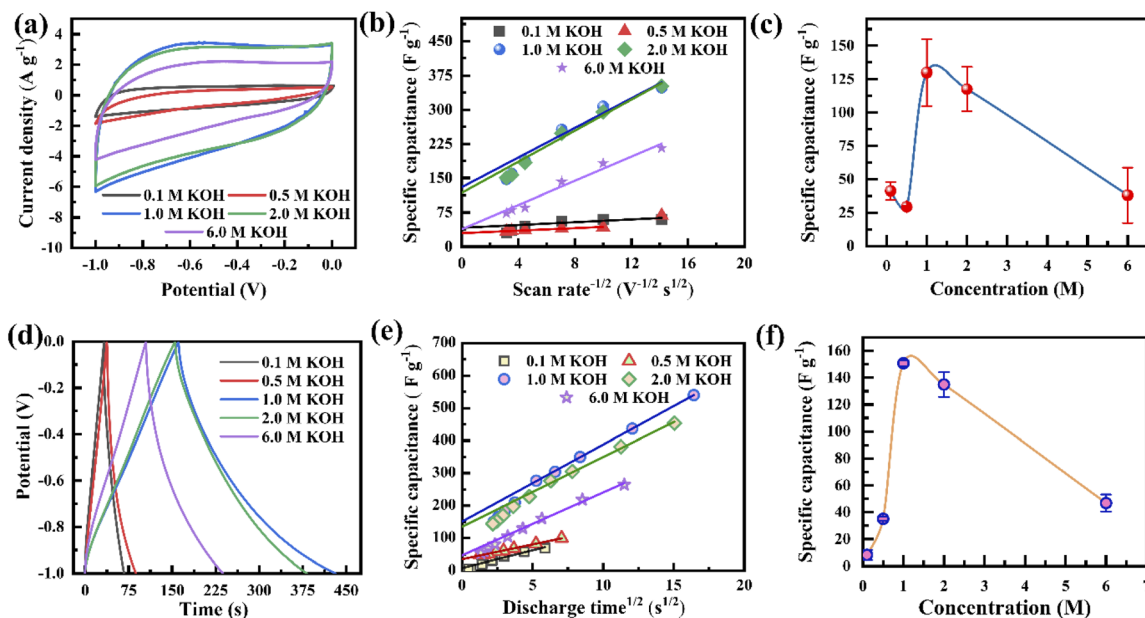 (a)
Current density (A g⁻¹)
4
2
0
-2
-4
-6
-8
-10
0.1 M KOH
0.5 M KOH
1.0 M KOH
2.0 M KOH
6.0 M KOH
-1.0 -0.8 -0.6 -0.4 -0.2 0.0
Potential (V)
(b)
Specific capacitance (F g⁻¹)
450
375
300
225
150
75
0
0.1 M KOH 0.5 M KOH
1.0 M KOH 2.0 M KOH
6.0 M KOH
0 4 8 12 16 20
Scan rate⁻¹/² (V⁻¹/² s¹/²)
(c)
Specific capacitance (F g⁻¹)
150
125
100
75
50
25
0
0 1 2 3 4 5 6
Concentration (M)
(d)
Potential (V)
0.0
-0.2
-0.4
-0.6
-0.8
-1.0
0.1 M KOH
0.5 M KOH
1.0 M KOH
2.0 M KOH
6.0 M KOH
0 75 150 225 300 375 450
Time (s)
(e)
Specific capacitance ( F g⁻¹)
700
600
500
400
300
200
100
0
0.1 M KOH 0.5 M KOH
1.0 M KOH 2.0 M KOH
6.0 M KOH
0 4 8 12 16 20
Discharge time¹/² (s¹/²)
(f)
Specific capacitance (F g⁻¹)
160
140
120
100
80
60
40
20
0
0 1 2 3 4 5 6 7
Concentration (M)